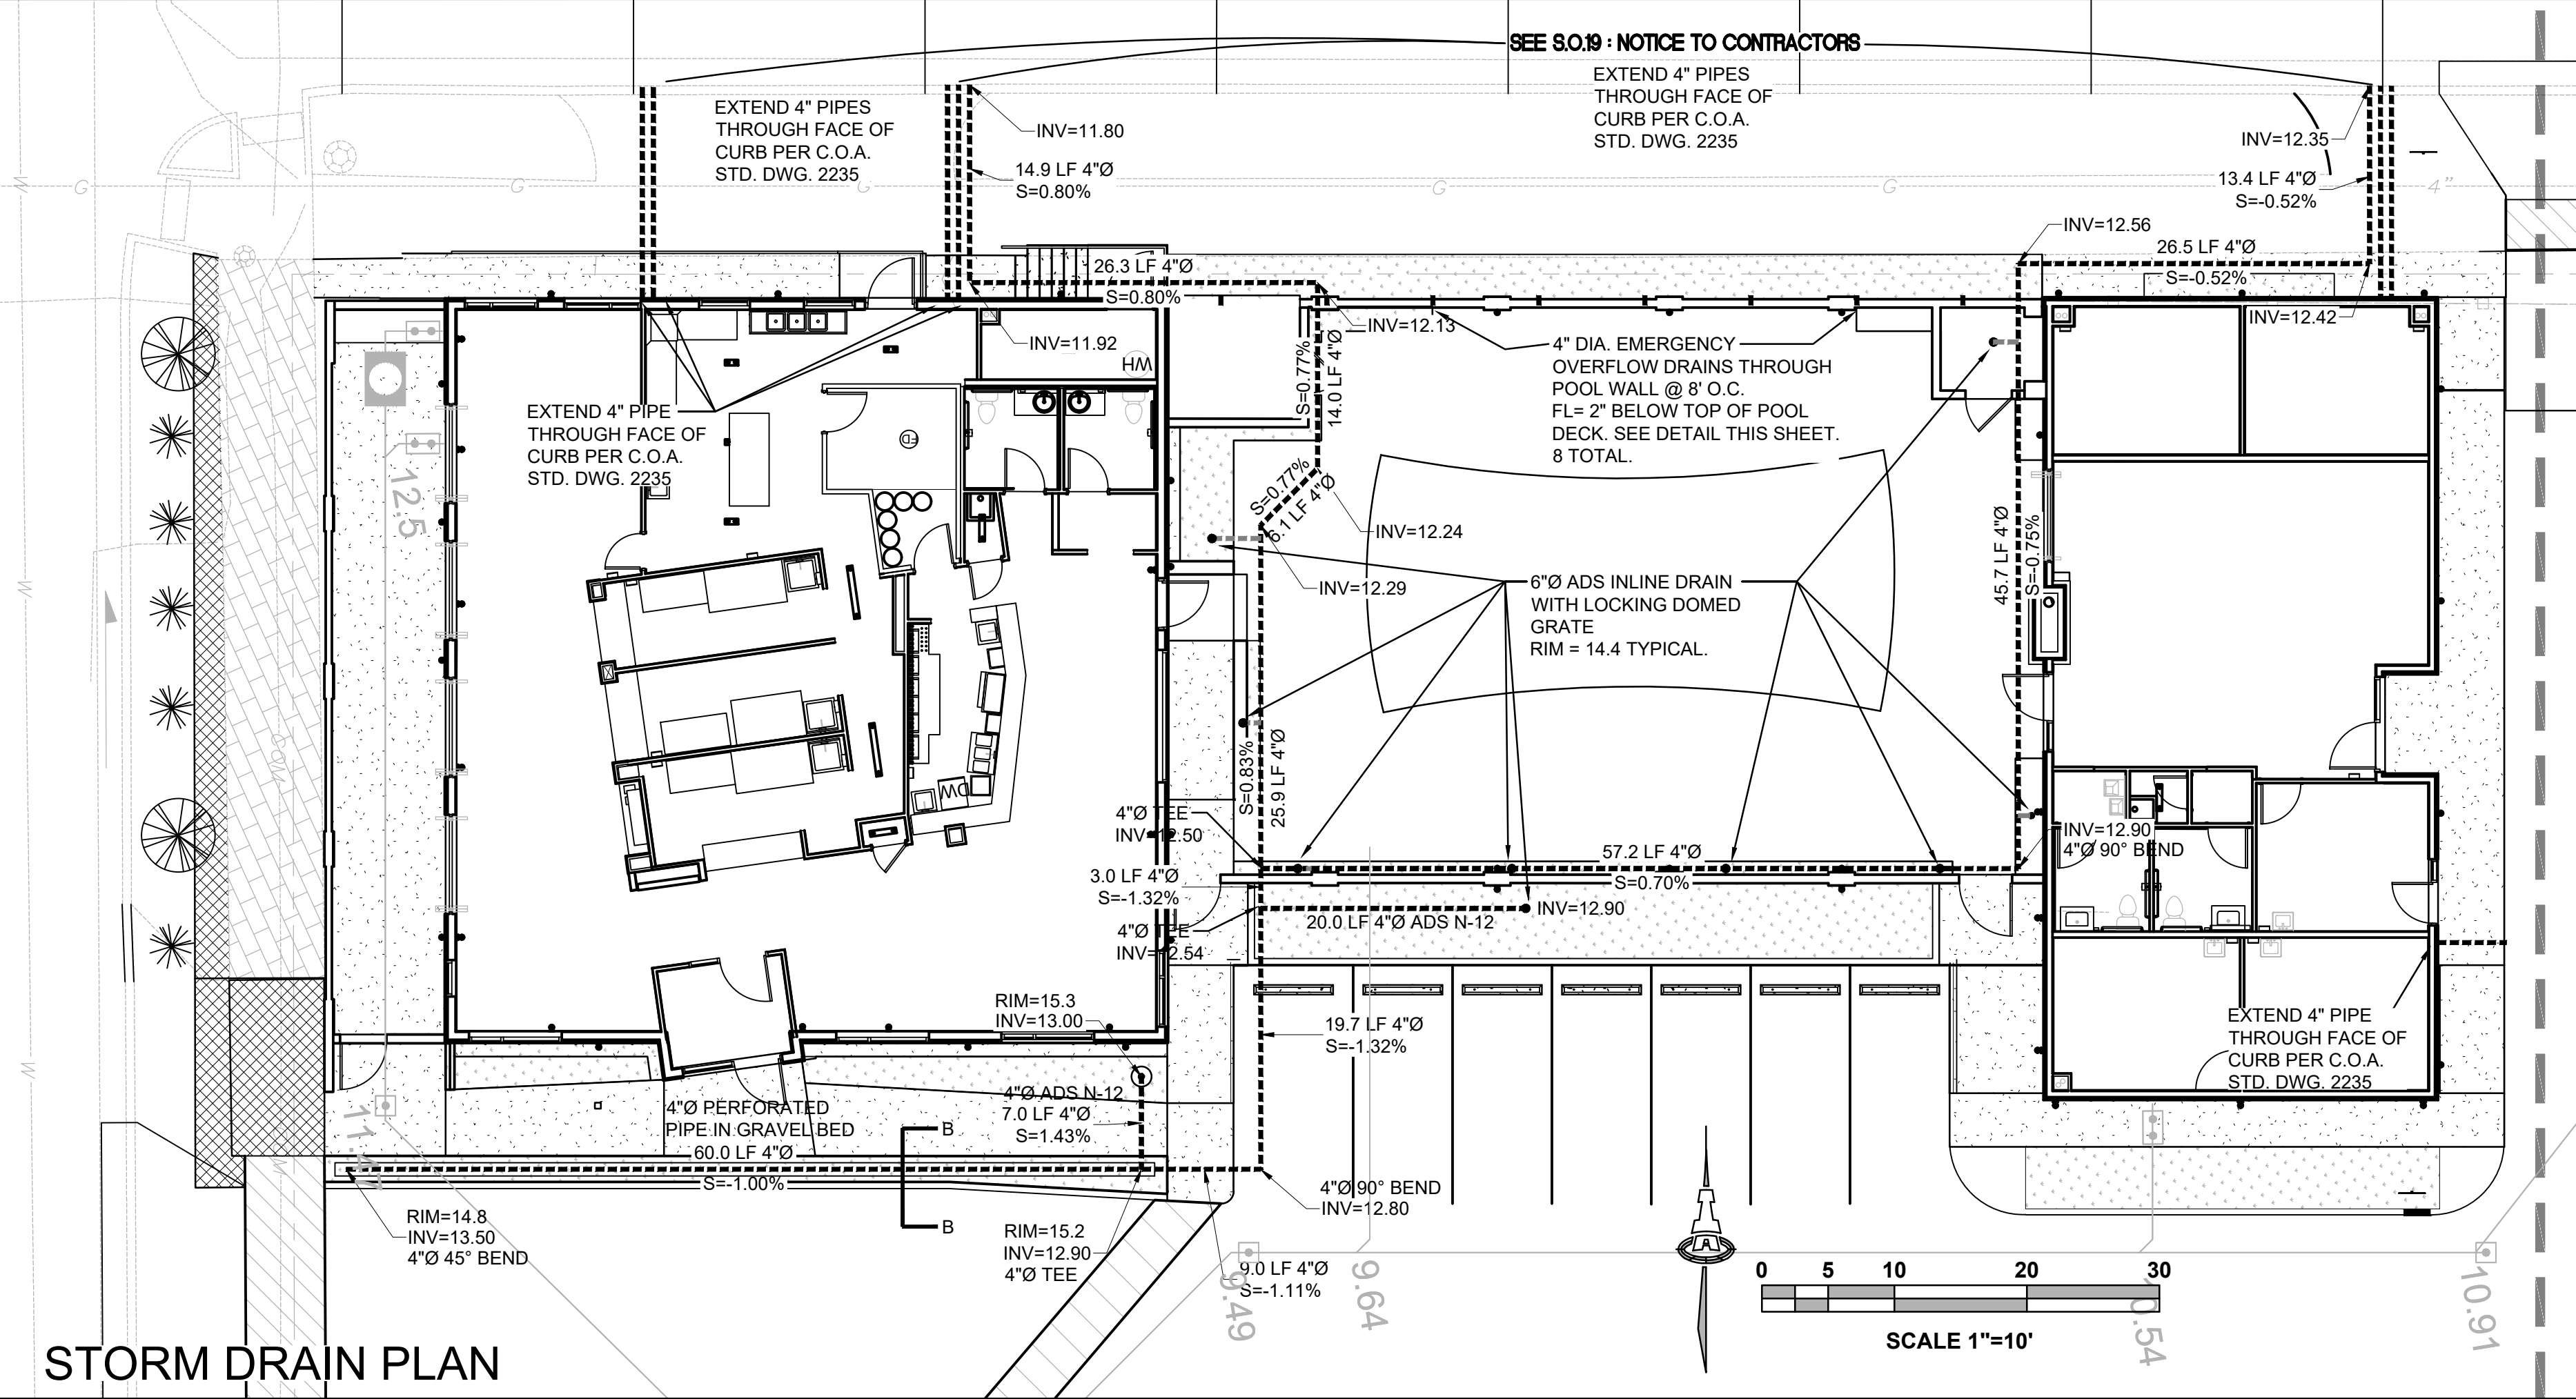 SEE S.O.19 : NOTICE TO CONTRACTORS
EXTEND 4" PIPES
THROUGH FACE OF
CURB PER C.O.A.
STD. DWG. 2235
EXTEND 4" PIPES
THROUGH FACE OF
CURB PER C.O.A.
STD. DWG. 2235
INV=11.80
14.9 LF 4"Ø
S=0.80%
INV=12.35
13.4 LF 4"Ø
S=-0.52%
G
G
G
G
G
4"
W
W
W
INV=12.56
26.5 LF 4"Ø
S=-0.52%
INV=12.42
26.3 LF 4"Ø
S=0.80%
INV=12.13
INV=11.92
HW
S=0.77%
14.0 LF 4"Ø
4" DIA. EMERGENCY
OVERFLOW DRAINS THROUGH
POOL WALL @ 8' O.C.
FL= 2" BELOW TOP OF POOL
DECK. SEE DETAIL THIS SHEET.
8 TOTAL.
EXTEND 4" PIPE
THROUGH FACE OF
CURB PER C.O.A.
STD. DWG. 2235
FD
12.5
S=0.77%
6.1 LF 4"Ø
INV=12.24
INV=12.29
6"Ø ADS INLINE DRAIN
WITH LOCKING DOMED
GRATE
RIM = 14.4 TYPICAL.
45.7 LF 4"Ø
S=-0.75%
S=0.83%
25.9 LF 4"Ø
DW
COM
4"Ø TEE
INV=12.50
INV=12.90
4"Ø 90° BEND
57.2 LF 4"Ø
S=0.70%
3.0 LF 4"Ø
S=-1.32%
INV=12.90
20.0 LF 4"Ø ADS N-12
4"Ø TEE
INV=12.54
RIM=15.3
INV=13.00
19.7 LF 4"Ø
S=-1.32%
EXTEND 4" PIPE
THROUGH FACE OF
CURB PER C.O.A.
STD. DWG. 2235
4"Ø ADS N-12
7.0 LF 4"Ø
S=1.43%
4"Ø PERFORATED
PIPE IN GRAVEL BED
60.0 LF 4"Ø
S=-1.00%
B
B
4"Ø 90° BEND
INV=12.80
RIM=14.8
INV=13.50
4"Ø 45° BEND
RIM=15.2
INV=12.90
4"Ø TEE
9.0 LF 4"Ø
S=-1.11%
9.49
9.64
10.54
10.91
A
0 5 10 20 30
SCALE 1"=10'
STORM DRAIN PLAN